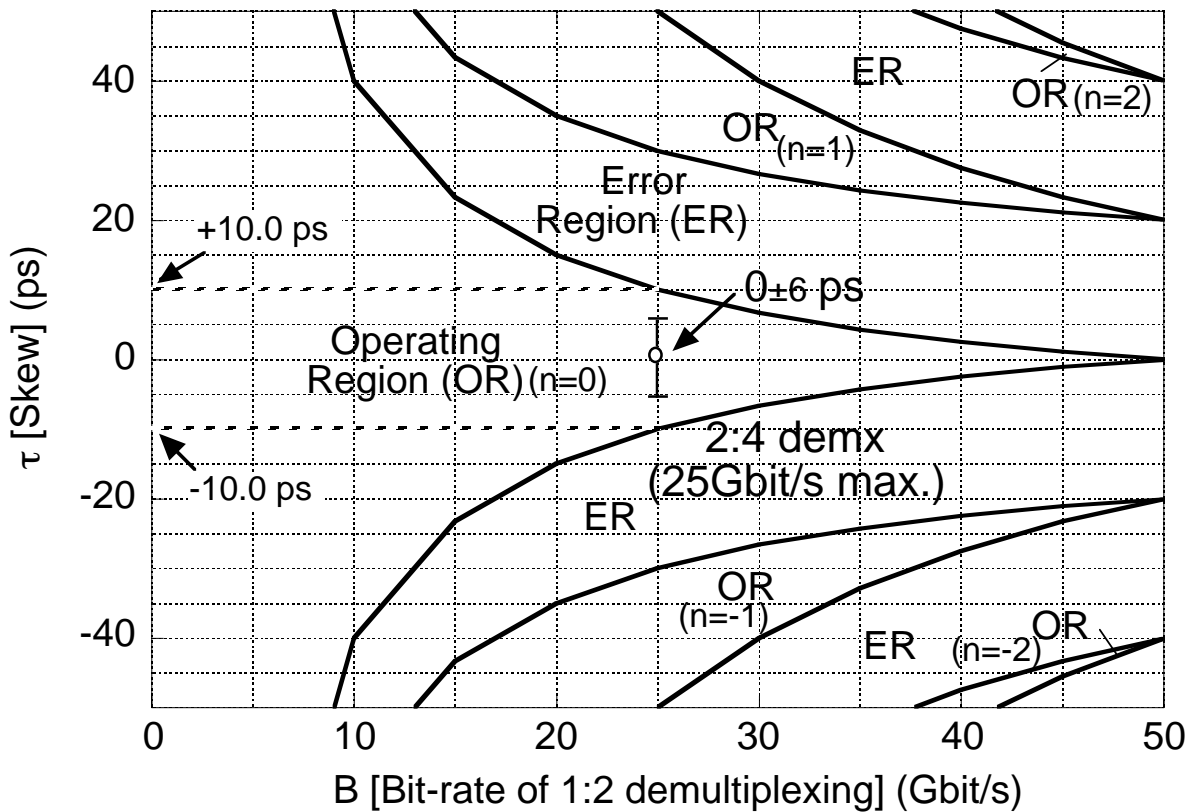 40
20
0
-20
-40
τ [Skew] (ps)
ER
OR (n=2)
OR (n=1)
Error
Region (ER)
+10.0 ps
0±6 ps
Operating
Region (OR) (n=0)
-10.0 ps
2:4 demx
(25Gbit/s max.)
ER
OR
(n=-1)
ER
(n=-2) OR
0 10 20 30 40 50
B [Bit-rate of 1:2 demultiplexing] (Gbit/s)